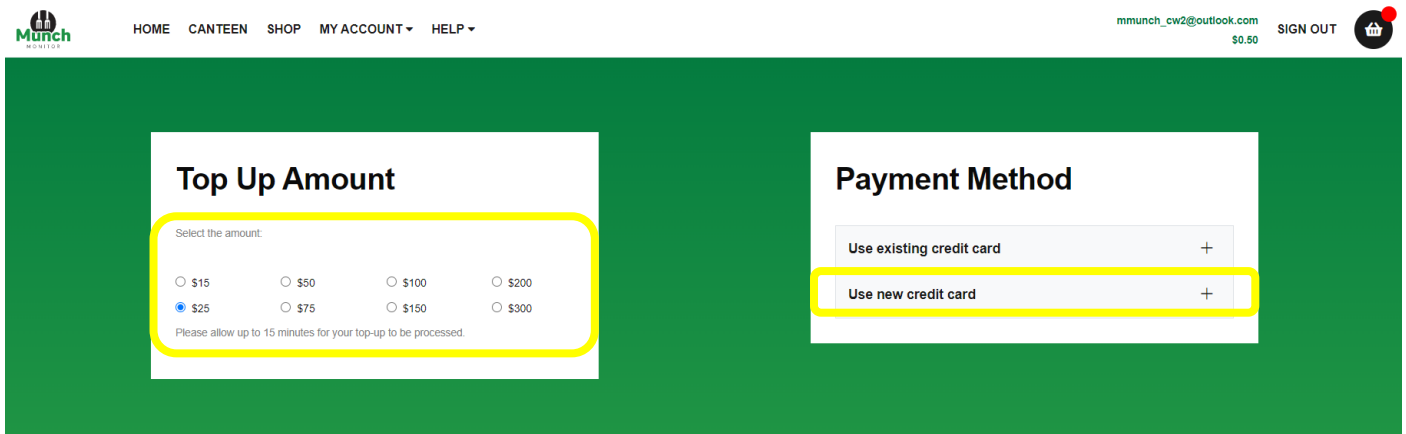 Munch
MONITOR
HOME CANTEEN SHOP MY ACCOUNT HELP
mmunch_cw2@outlook.com
$0.50
SIGN OUT
Top Up Amount
Select the amount:
$15 $50 $100 $200
$25 $75 $150 $300
Please allow up to 15 minutes for your top-up to be processed.
Payment Method
Use existing credit card +
Use new credit card +